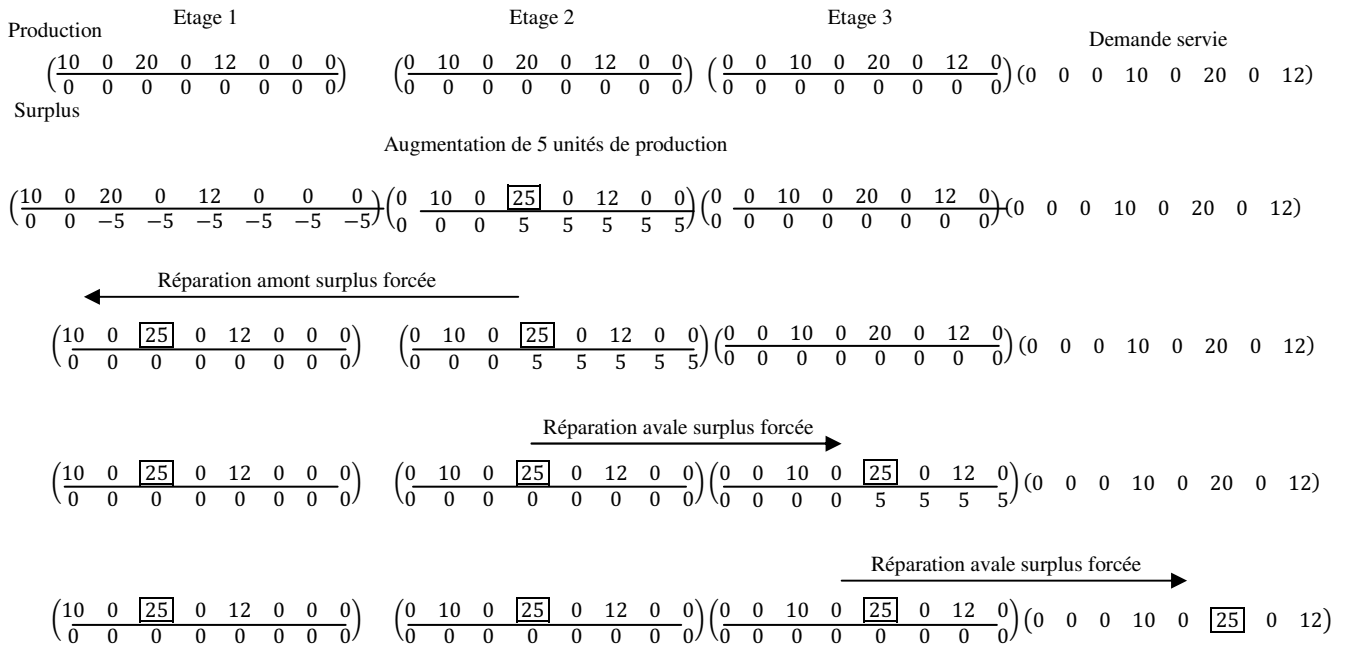 Etage 1 Etage 2 Etage 3
Production
Demande servie
(10 0 20 0 12 0 0 0) (0 10 0 20 0 12 0 0) (0 0 10 0 20 0 12 0) (0 0 0 10 0 20 0 12)
0 0 0 0 0 0 0 0 0 0 0 0 0 0 0 0 0 0 0 0 0 0 0 0
Surplus
Augmentation de 5 unités de production
(10 0 20 0 12 0 0 0) (0 10 0 25 0 12 0 0) (0 0 10 0 20 0 12 0) (0 0 0 10 0 20 0 12)
0 0 −5 −5 −5 −5 −5 −5 0 0 0 5 5 5 5 5 0 0 0 0 0 0 0 0
Réparation amont surplus forcée
(10 0 25 0 12 0 0 0) (0 10 0 25 0 12 0 0) (0 0 10 0 20 0 12 0) (0 0 0 10 0 20 0 12)
0 0 0 0 0 0 0 0 0 0 0 5 5 5 5 5 0 0 0 0 0 0 0 0
Réparation avale surplus forcée
(10 0 25 0 12 0 0 0) (0 10 0 25 0 12 0 0) (0 0 10 0 25 0 12 0) (0 0 0 10 0 20 0 12)
0 0 0 0 0 0 0 0 0 0 0 0 0 0 0 0 0 0 0 0 5 5 5 5
Réparation avale surplus forcée
(10 0 25 0 12 0 0 0) (0 10 0 25 0 12 0 0) (0 0 10 0 25 0 12 0) (0 0 0 10 0 25 0 12)
0 0 0 0 0 0 0 0 0 0 0 0 0 0 0 0 0 0 0 0 0 0 0 0